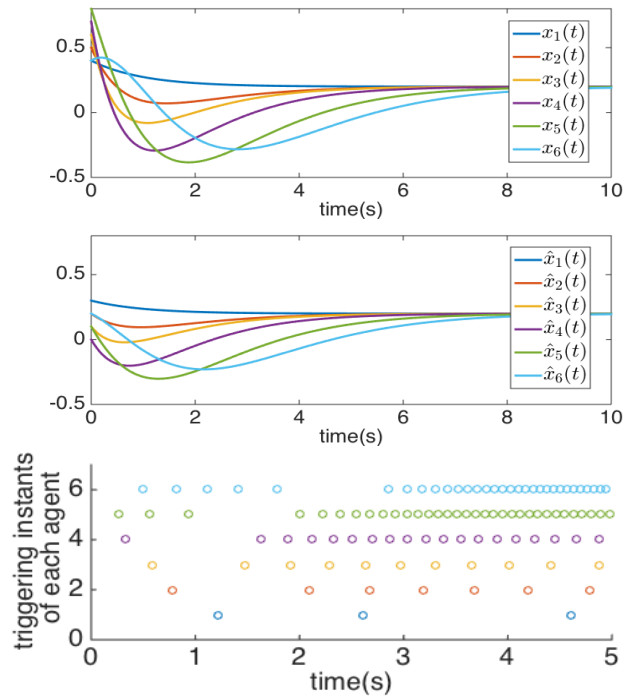 0.5
0
-0.5
x₁(t)
x₂(t)
x₃(t)
x₄(t)
x₅(t)
x₆(t)
0 2 4 6 8 10
time(s)
0.5
0
-0.5
x̂₁(t)
x̂₂(t)
x̂₃(t)
x̂₄(t)
x̂₅(t)
x̂₆(t)
0 2 4 6 8 10
time(s)
triggering instants
of each agent
6
4
2
0
0 1 2 3 4 5
time(s)